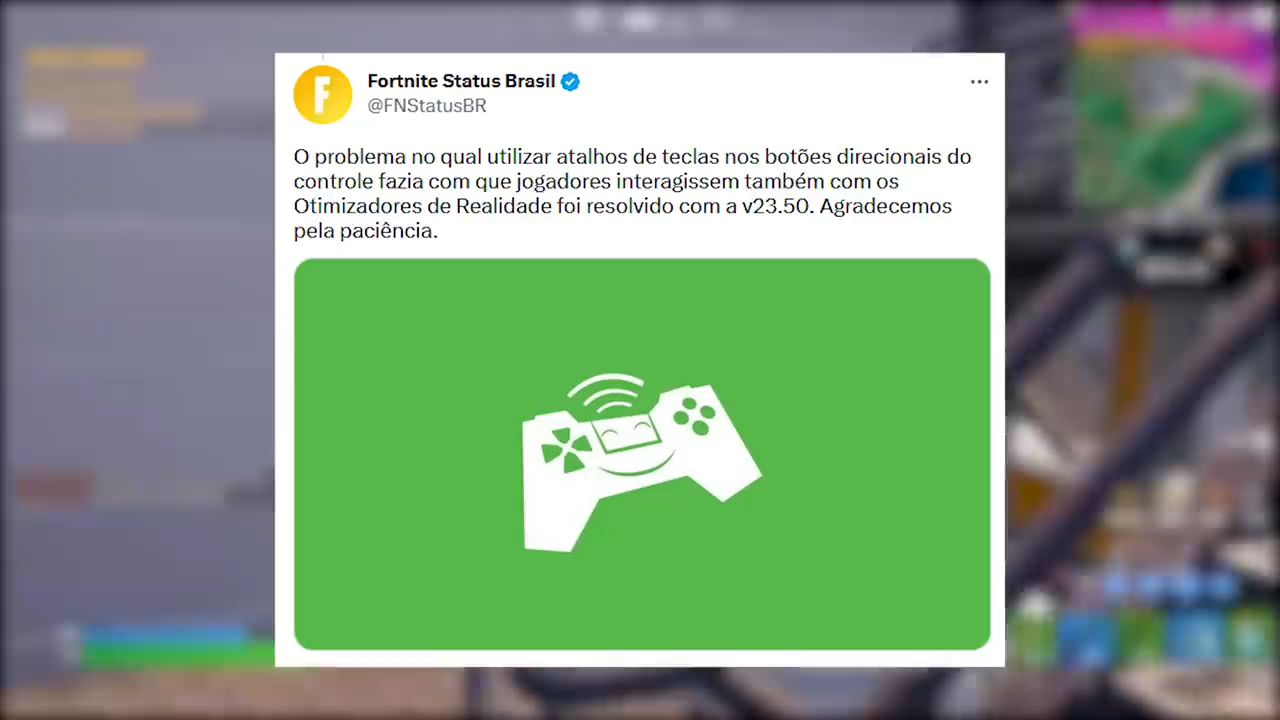 Fortnite Status Brasil
@FNStatusBR
O problema no qual utilizar atalhos de teclas nos botões direcionais do
controle fazia com que jogadores interagissem também com os
Otimizadores de Realidade foi resolvido com a v23.50. Agradecemos
pela paciência.